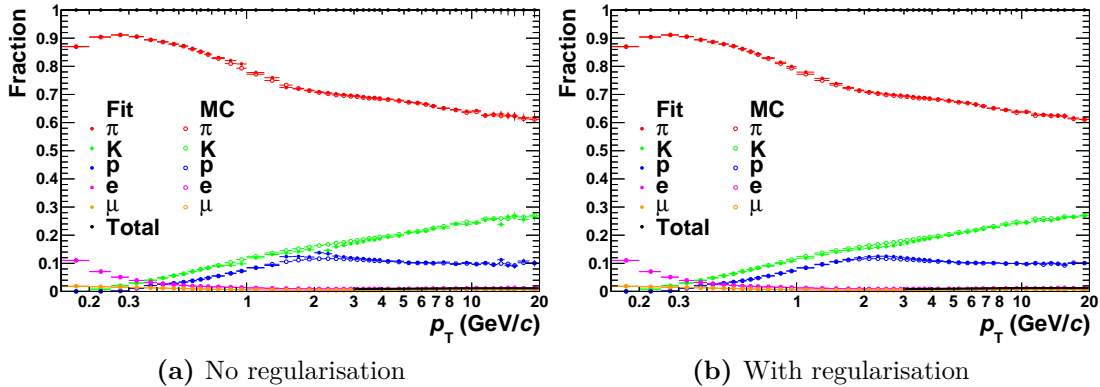 Fraction
1
0.9
0.8
0.7
0.6
0.5
0.4
0.3
0.2
0.1
0
Fit MC
π π
K K
p p
e e
μ μ
Total
0.2 0.3 1 2 3 4 5 6 7 8 10 20
p_T (GeV/c)
(a) No regularisation
Fraction
1
0.9
0.8
0.7
0.6
0.5
0.4
0.3
0.2
0.1
0
Fit MC
π π
K K
p p
e e
μ μ
Total
0.2 0.3 1 2 3 4 5 6 7 8 10 20
p_T (GeV/c)
(b) With regularisation